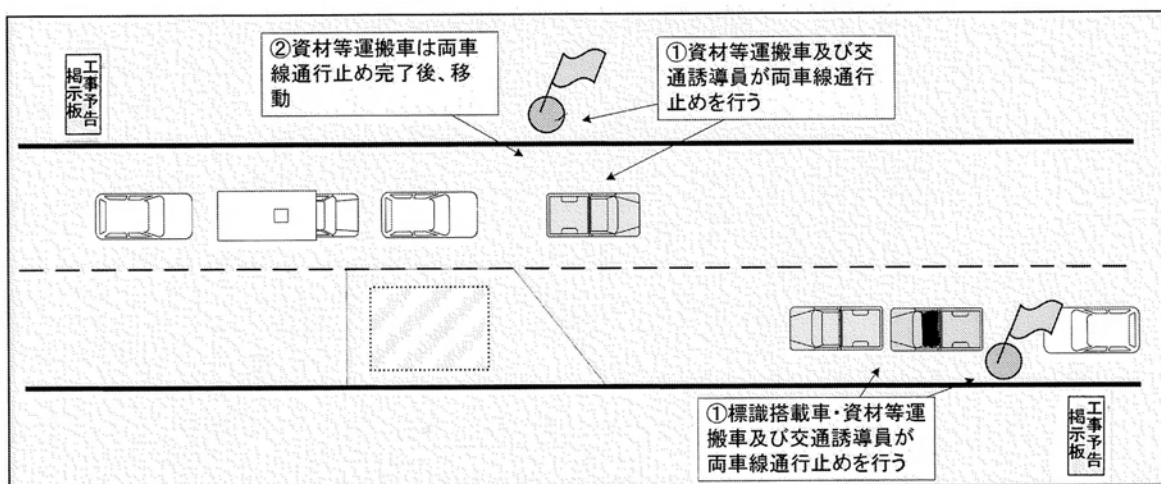 工事予告
掲示板
②資材等運搬車は両車
線通行止め完了後、移
動
①資材等運搬車及び交
通誘導員が両車線通行
止めを行う
①標識搭載車・資材等運
搬車及び交通誘導員が
両車線通行止めを行う
工事予告
掲示板